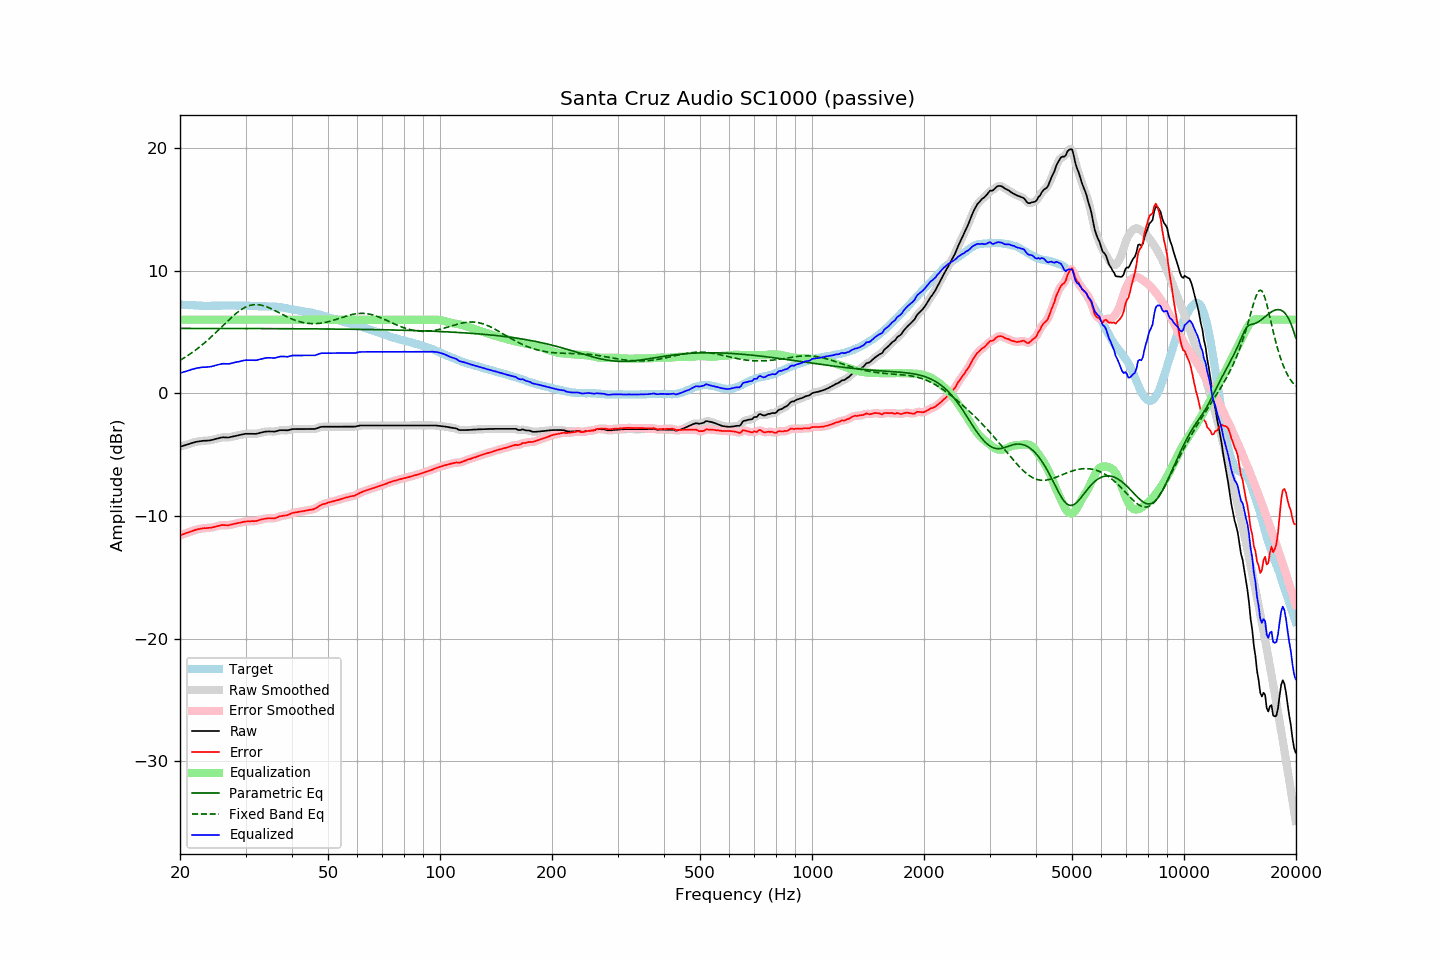 Santa Cruz Audio SC1000 (passive)
Amplitude (dBr)
20
10
0
−10
−20
−30
Target
Raw Smoothed
Error Smoothed
Raw
Error
Equalization
Parametric Eq
Fixed Band Eq
Equalized
20 50 100 200 500 1000 2000 5000 10000 20000
Frequency (Hz)